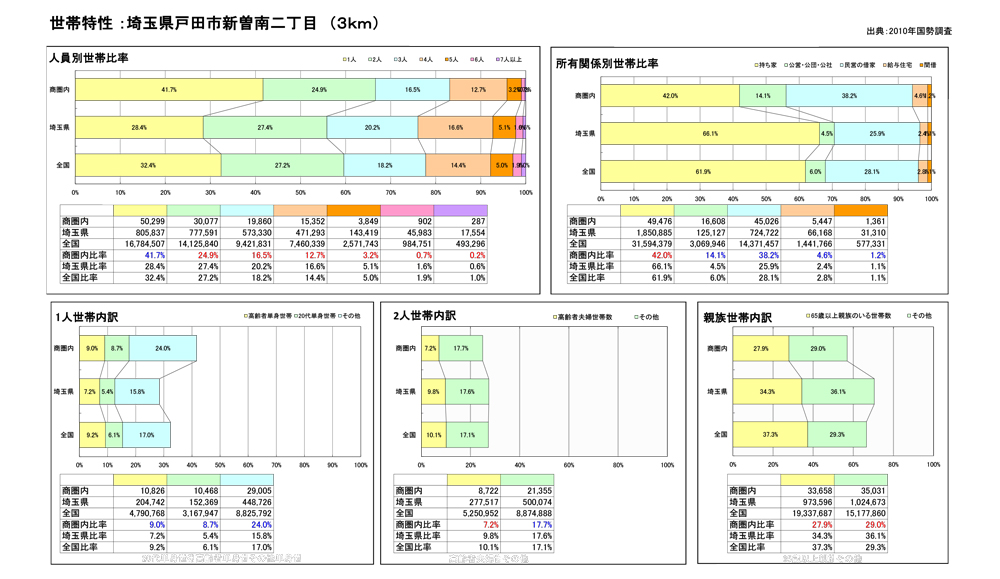 世帯特性 ：埼玉県戸田市新曽南二丁目 （３ｋｍ）
出典：2010年国勢調査
人員別世帯比率
□1人 □2人 □3人 □4人 ■5人 □6人 □7人以上
商圏内 41.7% 24.9% 16.5% 12.7% 3.2%
埼玉県 28.4% 27.4% 20.2% 16.6% 5.1%
全国 32.4% 27.2% 18.2% 14.4% 5.0%
0% 10% 20% 30% 40% 50% 60% 70% 80% 90% 100%
商圏内 50,299 30,077 19,860 15,352 3,849 902 287
埼玉県 805,837 777,591 573,330 471,293 143,419 45,983 17,554
全国 16,784,507 14,125,840 9,421,831 7,460,339 2,571,743 984,751 493,296
商圏内比率 41.7% 24.9% 16.5% 12.7% 3.2% 0.7% 0.2%
埼玉県比率 28.4% 27.4% 20.2% 16.6% 5.1% 1.6% 0.6%
全国比率 32.4% 27.2% 18.2% 14.4% 5.0% 1.9% 1.0%
所有関係別世帯比率
□持ち家 □公営・公団・公社 □民営の借家 □給与住宅 ■間借
商圏内 42.0% 14.1% 38.2% 4.6% 1.2%
埼玉県 66.1% 4.5% 25.9% 2.4% 1.1%
全国 61.9% 6.0% 28.1% 2.8% 1.1%
0% 10% 20% 30% 40% 50% 60% 70% 80% 90% 100%
商圏内 49,476 16,608 45,026 5,447 1,361
埼玉県 1,850,885 125,127 724,722 66,168 31,310
全国 31,594,379 3,069,946 14,371,457 1,441,766 577,331
商圏内比率 42.0% 14.1% 38.2% 4.6% 1.2%
埼玉県比率 66.1% 4.5% 25.9% 2.4% 1.1%
全国比率 61.9% 6.0% 28.1% 2.8% 1.1%
1人世帯内訳
□高齢者単身世帯 □20代単身世帯 □その他
商圏内 9.0% 8.7% 24.0%
埼玉県 7.2% 5.4% 15.8%
全国 9.2% 6.1% 17.0%
0% 10% 20% 30% 40% 50% 60% 70% 80% 90% 100%
商圏内 10,826 10,468 29,005
埼玉県 204,742 152,369 448,726
全国 4,790,768 3,167,947 8,825,792
商圏内比率 9.0% 8.7% 24.0%
埼玉県比率 7.2% 5.4% 15.8%
全国比率 9.2% 6.1% 17.0%
2人世帯内訳
□高齢者夫婦世帯数 □その他
商圏内 7.2% 17.7%
埼玉県 9.8% 17.6%
全国 10.1% 17.1%
0% 20% 40% 60% 80% 100%
商圏内 8,722 21,355
埼玉県 277,517 500,074
全国 5,250,952 8,874,888
商圏内比率 7.2% 17.7%
埼玉県比率 9.8% 17.6%
全国比率 10.1% 17.1%
親族世帯内訳
□65歳以上親族のいる世帯数 □その他
商圏内 27.9% 29.0%
埼玉県 34.3% 36.1%
全国 37.3% 29.3%
0% 20% 40% 60% 80% 100%
商圏内 33,658 35,031
埼玉県 973,596 1,024,673
全国 19,337,687 15,177,860
商圏内比率 27.9% 29.0%
埼玉県比率 34.3% 36.1%
全国比率 37.3% 29.3%